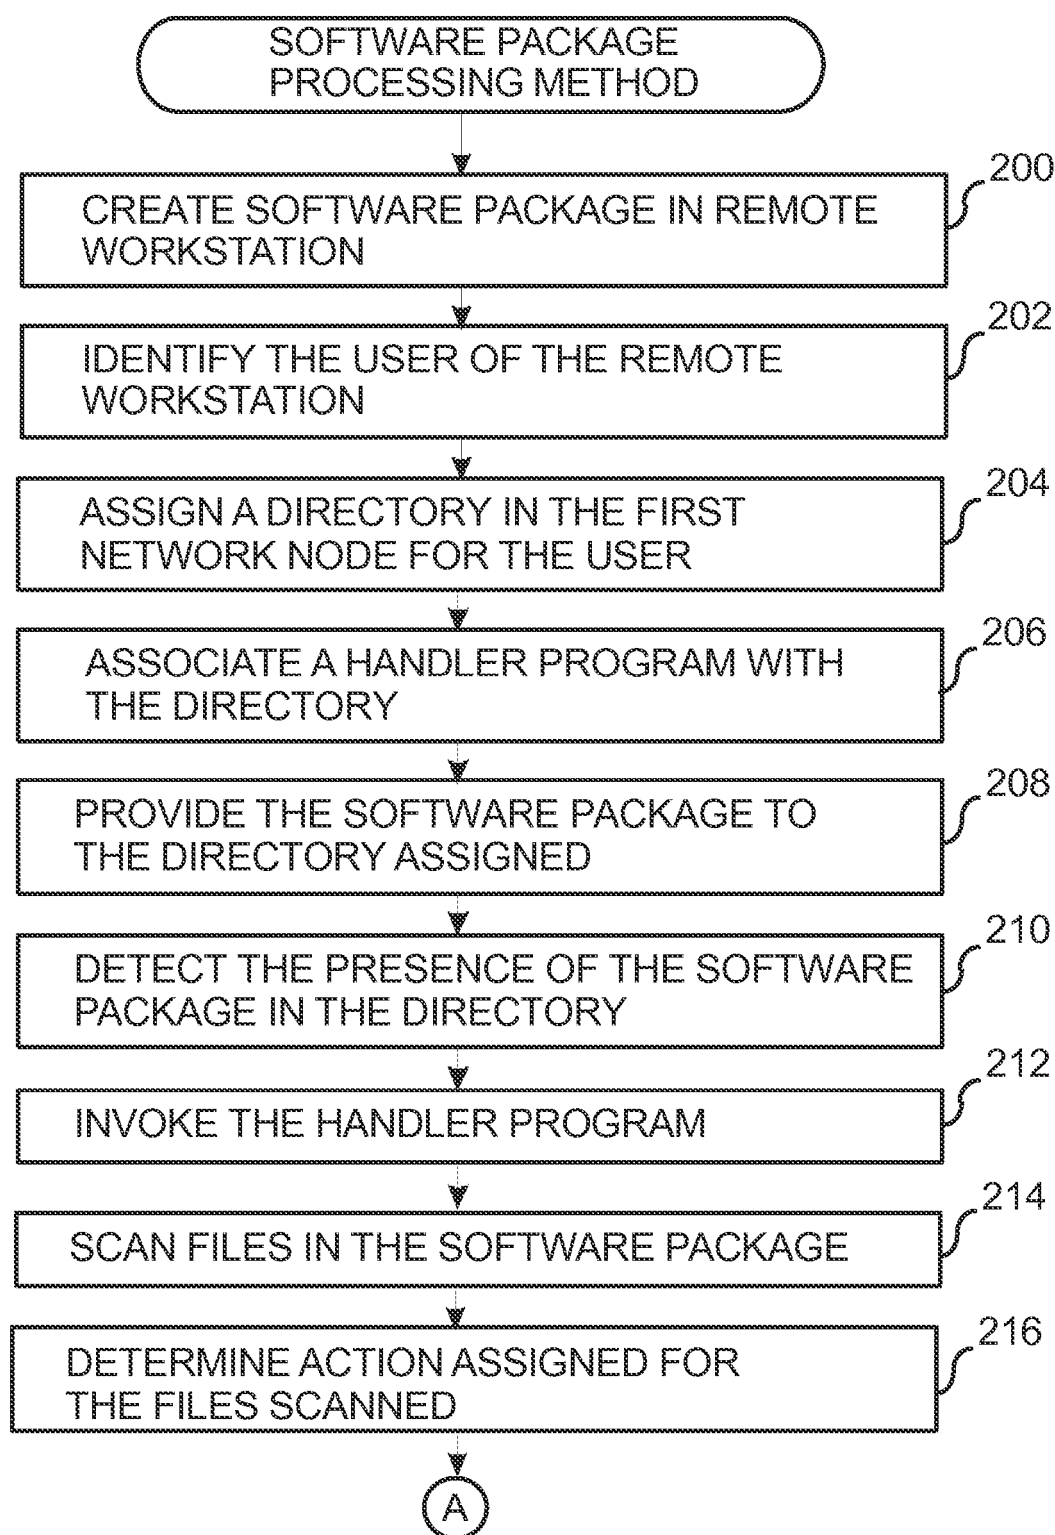 SOFTWARE PACKAGE
PROCESSING METHOD
200
CREATE SOFTWARE PACKAGE IN REMOTE
WORKSTATION
202
IDENTIFY THE USER OF THE REMOTE
WORKSTATION
204
ASSIGN A DIRECTORY IN THE FIRST
NETWORK NODE FOR THE USER
206
ASSOCIATE A HANDLER PROGRAM WITH
THE DIRECTORY
208
PROVIDE THE SOFTWARE PACKAGE TO
THE DIRECTORY ASSIGNED
210
DETECT THE PRESENCE OF THE SOFTWARE
PACKAGE IN THE DIRECTORY
212
INVOKE THE HANDLER PROGRAM
214
SCAN FILES IN THE SOFTWARE PACKAGE
216
DETERMINE ACTION ASSIGNED FOR
THE FILES SCANNED
A